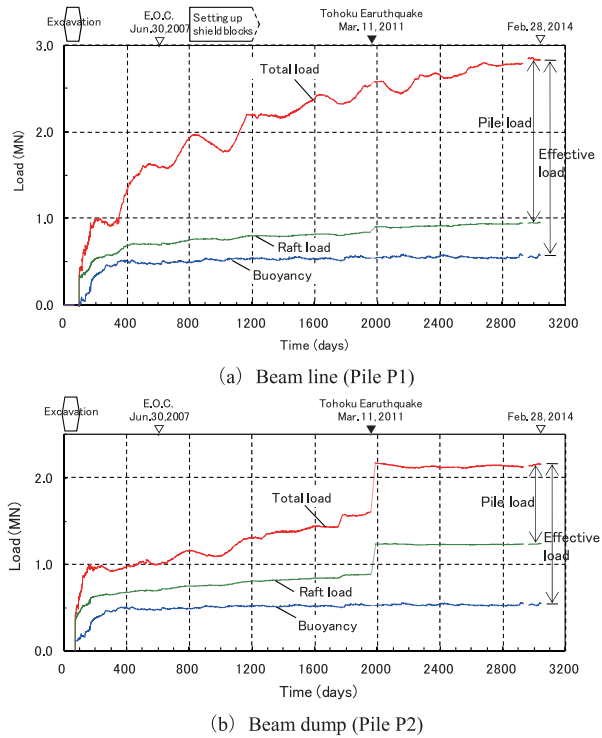 Excavation
E.O.C.
Jun.30,2007
Setting up
shield blocks
Tohoku Earuthquake
Mar. 11, 2011
Feb. 28, 2014
3.0
2.0
1.0
0.0
Load (MN)
Total load
Pile load
Effective
load
Raft load
Buoyancy
0 400 800 1200 1600 2000 2400 2800 3200
Time (days)
(a) Beam line (Pile P1)
Excavation
E.O.C.
Jun.30,2007
Tohoku Earuthquake
Mar. 11, 2011
Feb. 28, 2014
2.0
1.0
0.0
Load (MN)
Total load
Pile load
Effective
load
Raft load
Buoyancy
0 400 800 1200 1600 2000 2400 2800 3200
Time (days)
(b) Beam dump (Pile P2)